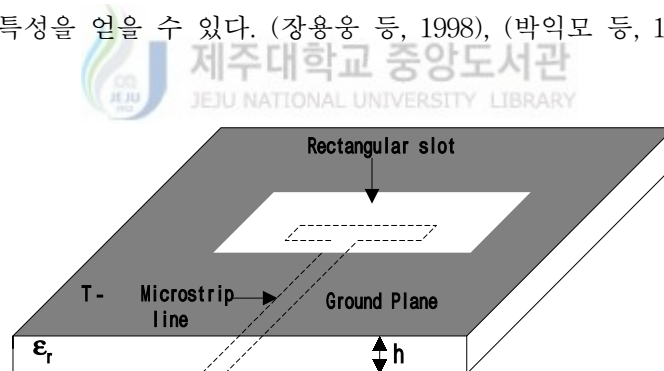 특성을 얻을 수 있다. (장용웅 등, 1998), (박익모 등, 1
제주대학교 중앙도서관
JEJU NATIONAL UNIVERSITY LIBRARY
JEJU
Rectangular slot
T- Microstrip
line
Ground Plane
εr
h